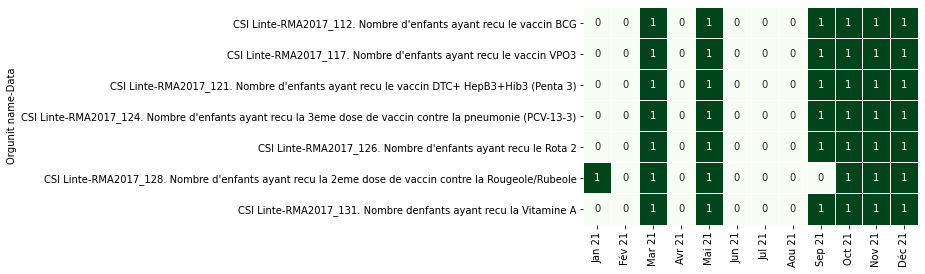 Orgunit name-Data
CSI Linte-RMA2017_112. Nombre d'enfants ayant recu le vaccin BCG 0 0 1 0 1 0 0 0 1 1 1 1
CSI Linte-RMA2017_117. Nombre d'enfants ayant recu le vaccin VPO3 0 0 1 0 1 0 0 0 1 1 1 1
CSI Linte-RMA2017_121. Nombre d'enfants ayant recu le vaccin DTC+ HepB3+Hib3 (Penta 3) 0 0 1 0 1 0 0 0 1 1 1 1
CSI Linte-RMA2017_124. Nombre d'enfants ayant recu la 3eme dose de vaccin contre la pneumonie (PCV-13-3) 0 0 1 0 1 0 0 0 1 1 1 1
CSI Linte-RMA2017_126. Nombre d'enfants ayant recu le Rota 2 0 0 1 0 1 0 0 0 1 1 1 1
CSI Linte-RMA2017_128. Nombre d'enfants ayant recu la 2eme dose de vaccin contre la Rougeole/Rubeole 1 0 1 0 1 0 0 0 0 1 1 1
CSI Linte-RMA2017_131. Nombre denfants ayant recu la Vitamine A 0 0 1 0 1 0 0 0 1 1 1 1
Jan 21 Fév 21 Mar 21 Avr 21 Mai 21 Jun 21 Jul 21 Aou 21 Sep 21 Oct 21 Nov 21 Déc 21